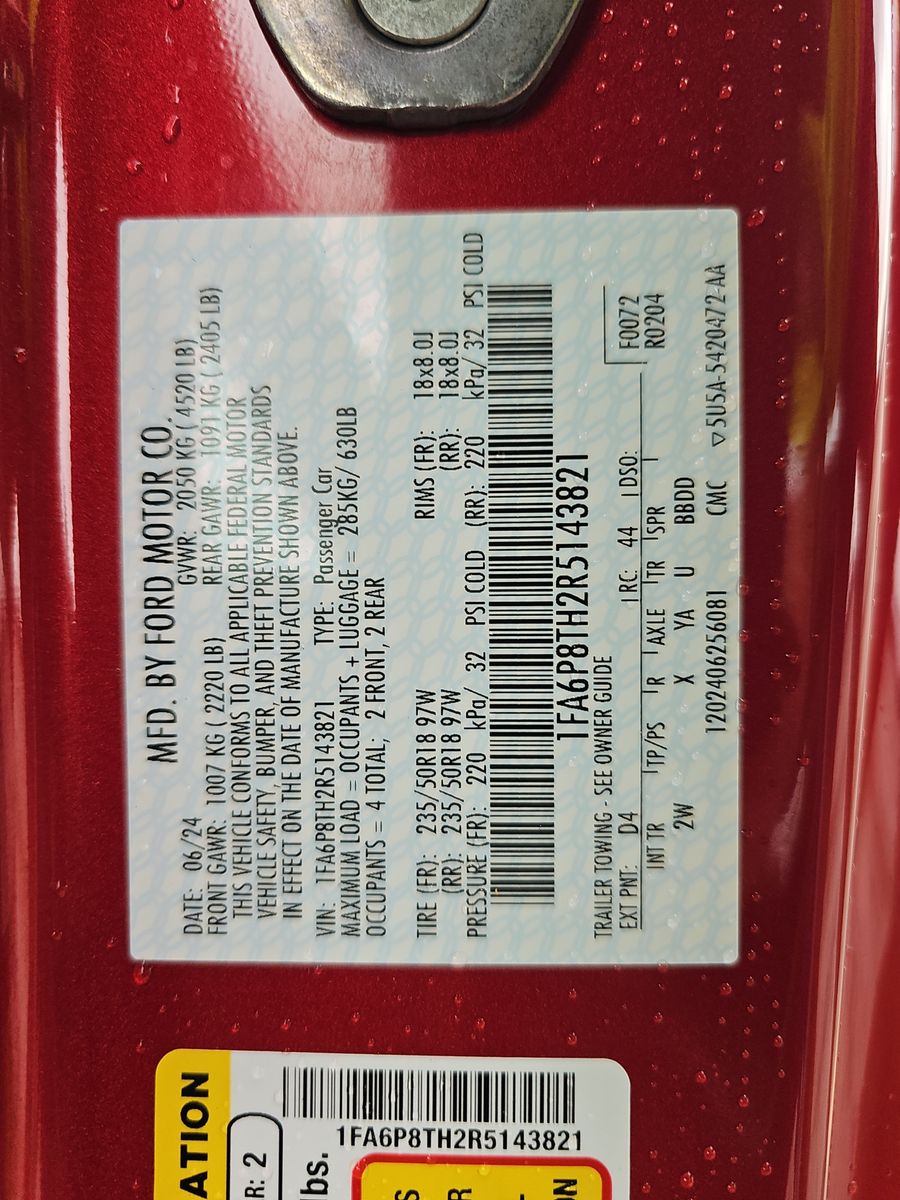 MFD. BY FORD MOTOR CO.
DATE: 06/24 GVWR: 2050 KG ( 4520 LB)
FRONT GAWR: 1007 KG ( 2220 LB) REAR GAWR: 1091 KG ( 2405 LB)
THIS VEHICLE CONFORMS TO ALL APPLICABLE FEDERAL MOTOR
VEHICLE SAFETY, BUMPER, AND THEFT PREVENTION STANDARDS
IN EFFECT ON THE DATE OF MANUFACTURE SHOWN ABOVE.
VIN: 1FA6P8TH2R5143821 TYPE: Passenger Car
MAXIMUM LOAD = OCCUPANTS + LUGGAGE = 285KG/ 630LB
OCCUPANTS = 4 TOTAL; 2 FRONT, 2 REAR
TIRE (FR): 235/50R18 97W RIMS (FR): 18x8.0J
(RR): 235/50R18 97W (RR): 18x8.0J
PRESSURE (FR): 220 kPa/ 32 PSI COLD (RR): 220 kPa/ 32 PSI COLD
1FA6P8TH2R5143821
TRAILER TOWING - SEE OWNER GUIDE F0072
EXT PNT: D4 RC: 44 DSO: R0204
INT TR TP/PS R AXLE TR SPR
2W X YA U BBDD
1202406256081 CMC ▽5U5A-5420472-AA
ATION
R: 2
1FA6P8TH2R5143821
lbs.
S
R
ON